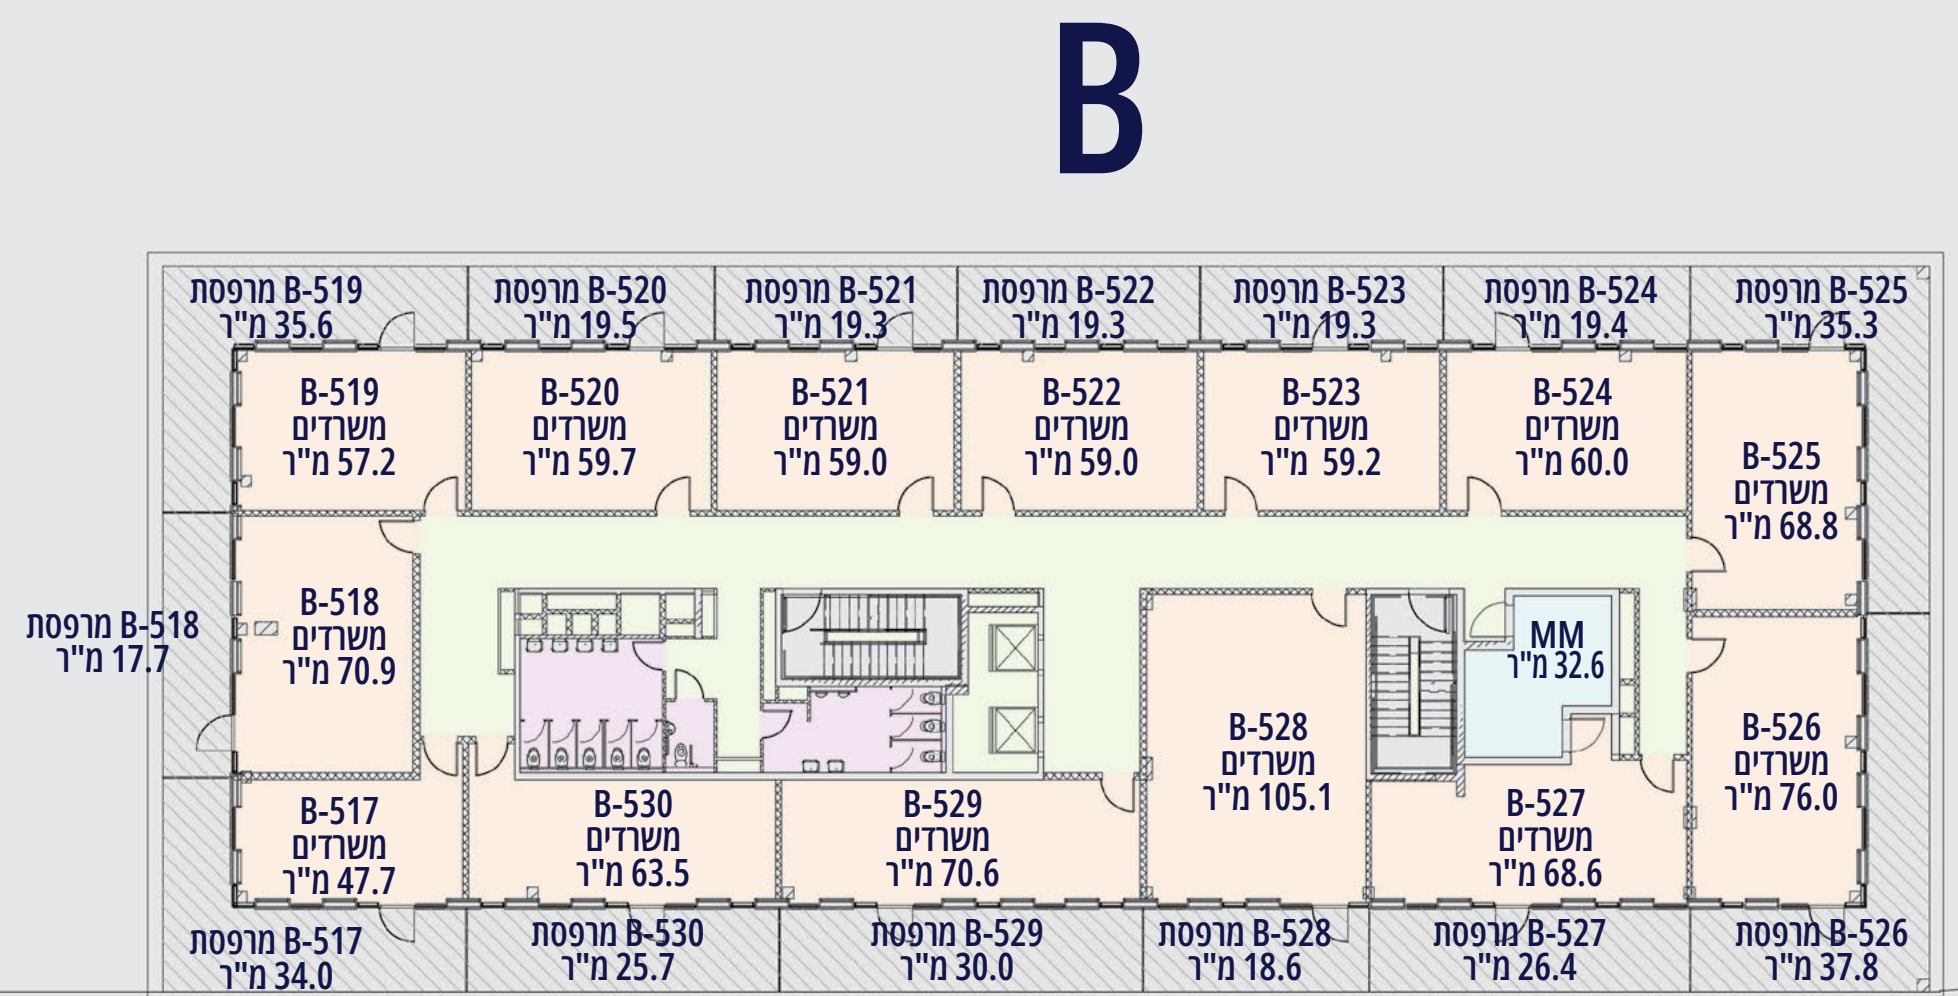 B
B-519 מרפסת
35.6 מ"ר
B-520 מרפסת
19.5 מ"ר
B-521 מרפסת
19.3 מ"ר
B-522 מרפסת
19.3 מ"ר
B-523 מרפסת
19.3 מ"ר
B-524 מרפסת
19.4 מ"ר
B-525 מרפסת
35.3 מ"ר
B-519
משרדים
57.2 מ"ר
B-520
משרדים
59.7 מ"ר
B-521
משרדים
59.0 מ"ר
B-522
משרדים
59.0 מ"ר
B-523
משרדים
59.2 מ"ר
B-524
משרדים
60.0 מ"ר
B-525
משרדים
68.8 מ"ר
B-518 מרפסת
17.7 מ"ר
B-518
משרדים
70.9 מ"ר
MM
32.6 מ"ר
B-528
משרדים
105.1 מ"ר
B-526
משרדים
76.0 מ"ר
B-517
משרדים
47.7 מ"ר
B-530
משרדים
63.5 מ"ר
B-529
משרדים
70.6 מ"ר
B-527
משרדים
68.6 מ"ר
B-517 מרפסת
34.0 מ"ר
B-530 מרפסת
25.7 מ"ר
B-529 מרפסת
30.0 מ"ר
B-528 מרפסת
18.6 מ"ר
B-527 מרפסת
26.4 מ"ר
B-526 מרפסת
37.8 מ"ר